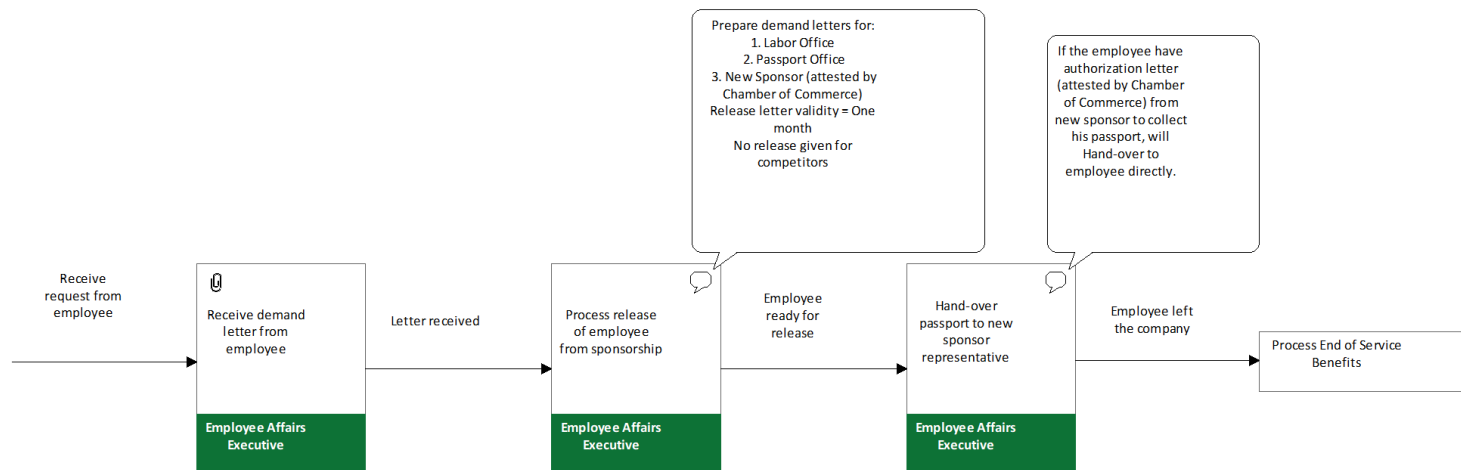 Prepare demand letters for:
1. Labor Office
2. Passport Office
3. New Sponsor (attested by
Chamber of Commerce)
Release letter validity = One
month
No release given for
competitors
If the employee have
authorization letter
(attested by Chamber
of Commerce) from
new sponsor to collect
his passport, will
Hand-over to
employee directly.
Receive
request from
employee
Receive demand
letter from
employee
Employee Affairs
Executive
Letter received
Process release
of employee
from sponsorship
Employee Affairs
Executive
Employee
ready for
release
Hand-over
passport to new
sponsor
representative
Employee Affairs
Executive
Employee left
the company
Process End of Service
Benefits